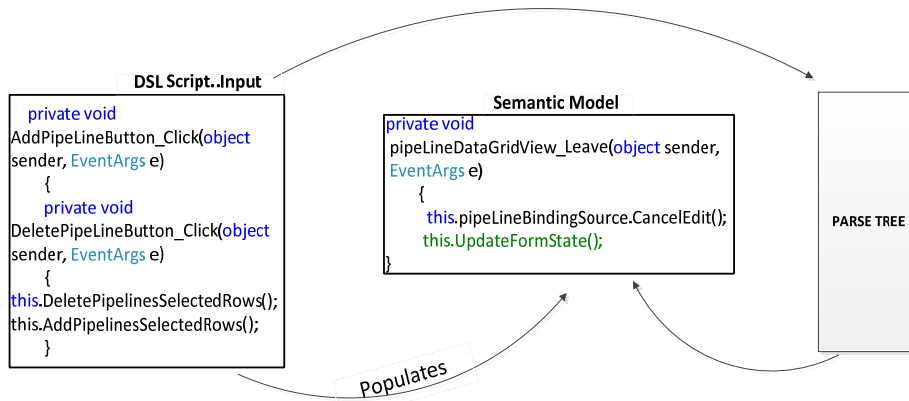 DSL Script..Input
private void
AddPipeLineButton_Click(object
sender, EventArgs e)
{
private void
DeletePipeLineButton_Click(object
sender, EventArgs e)
{
this.DeletePipelinesSelectedRows();
this.AddPipelinesSelectedRows();
}
Semantic Model
private void
pipeLineDataGridView_Leave(object sender,
EventArgs e)
{
this.pipeLineBindingSource.CancelEdit();
this.UpdateFormState();
}
PARSE TREE
Populates